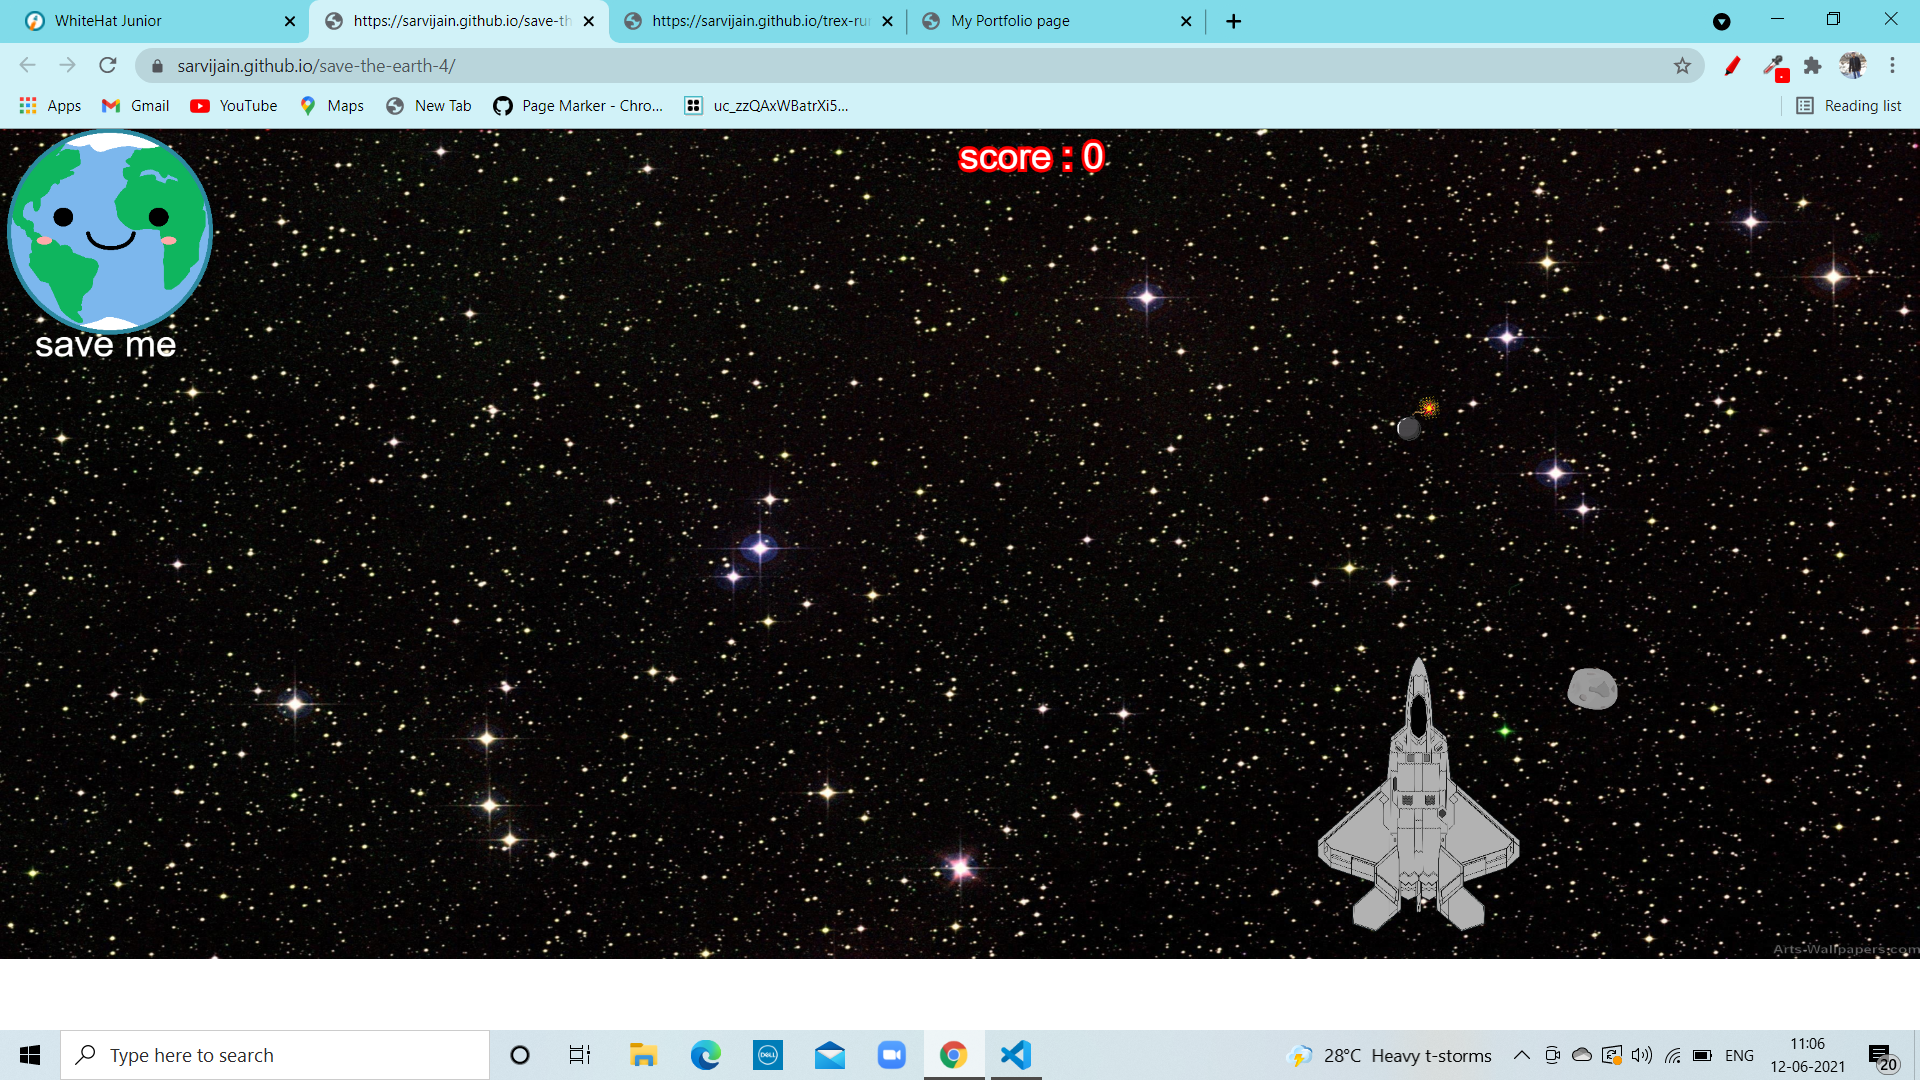 WhiteHat Junior
https://sarvijain.github.io/save-th
https://sarvijain.github.io/trex-ru
My Portfolio page
sarvijain.github.io/save-the-earth-4/
Apps
Gmail
YouTube
Maps
New Tab
Page Marker - Chro...
uc_zzQAxWBatrXi5...
Reading list
score : 0
save me
Arts-Wallpapers.com
Type here to search
DELL
28°C Heavy t-storms
ENG
11:06
12-06-2021
20